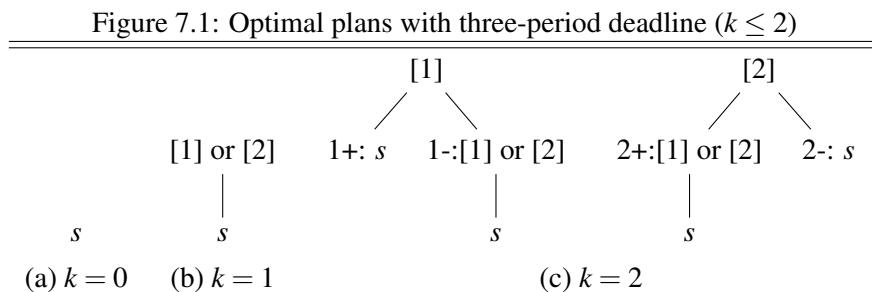 Figure 7.1: Optimal plans with three-period deadline (k ≤ 2)
[1] [2]
[1] or [2] 1+: s 1-:[1] or [2] 2+:[1] or [2] 2-: s
s s s s
(a) k = 0 (b) k = 1 (c) k = 2